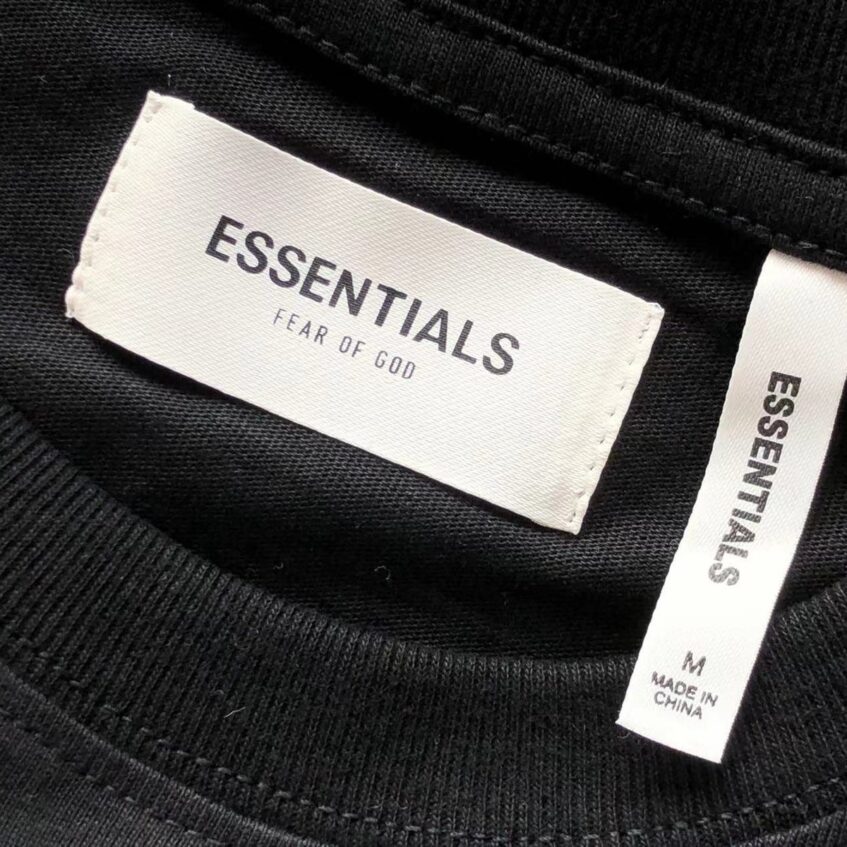 ESSENTIALS
FEAR OF GOD
ESSENTIALS
M
MADE IN
CHINA